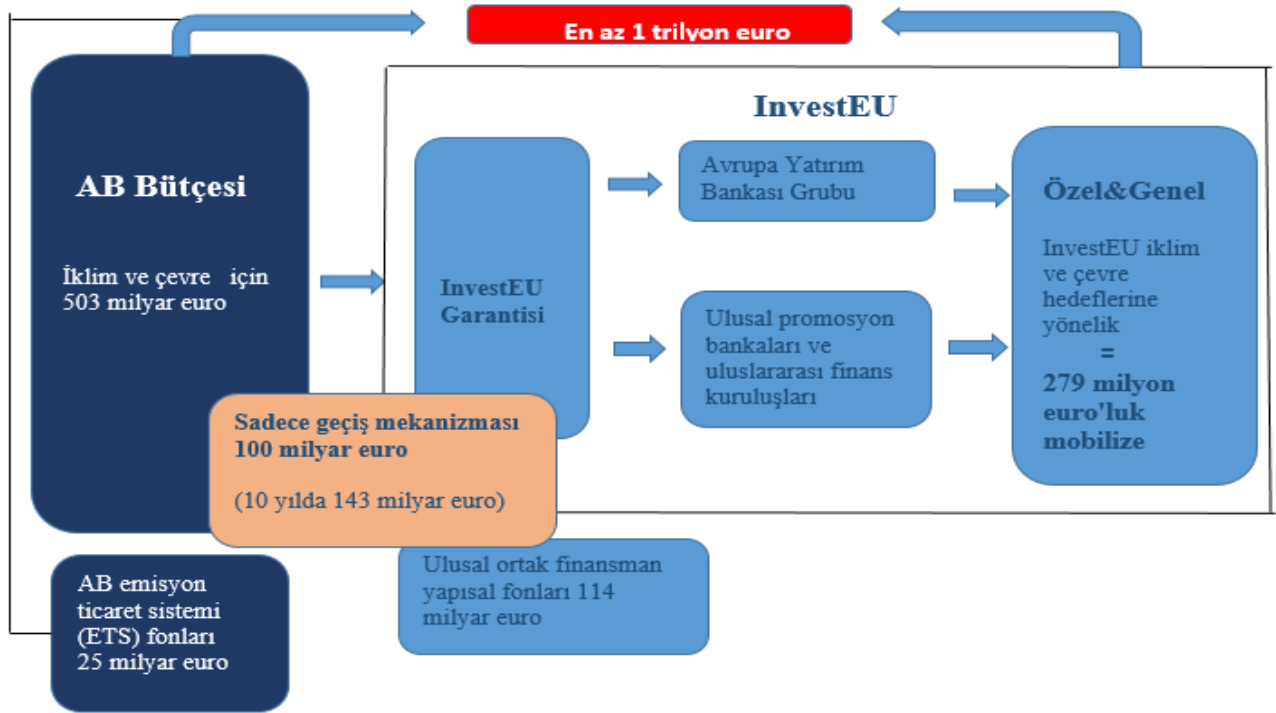 En az 1 trilyon euro
AB Bütçesi
İklim ve çevre için
503 milyar euro
InvestEU
InvestEU
Garantisi
Avrupa Yatırım
Bankası Grubu
Ulusal promosyon
bankaları ve
uluslararası finans
kuruluşları
Özel&Genel
InvestEU iklim
ve çevre
hedeflerine
yönelik
=
279 milyon
euro'luk
mobilize
Sadece geçiş mekanizması
100 milyar euro
(10 yılda 143 milyar euro)
AB emisyon
ticaret sistemi
(ETS) fonları
25 milyar euro
Ulusal ortak finansman
yapısal fonları 114
milyar euro